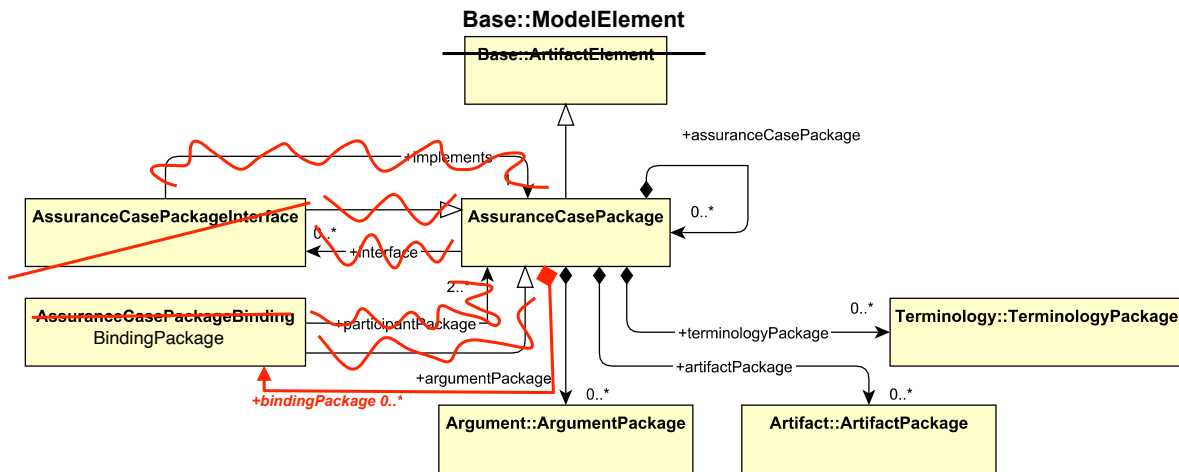 Base::ModelElement
Base::ArtifactElement
+assuranceCasePackage
+implements
AssuranceCasePackageInterface
AssuranceCasePackage
0..*
0..*
+interface
2..*
AssuranceCasePackageBinding
BindingPackage
+participantPackage
0..*
Terminology::TerminologyPackage
+terminologyPackage
+artifactPackage
+argumentPackage
+bindingPackage 0..*
0..*
0..*
Argument::ArgumentPackage
Artifact::ArtifactPackage